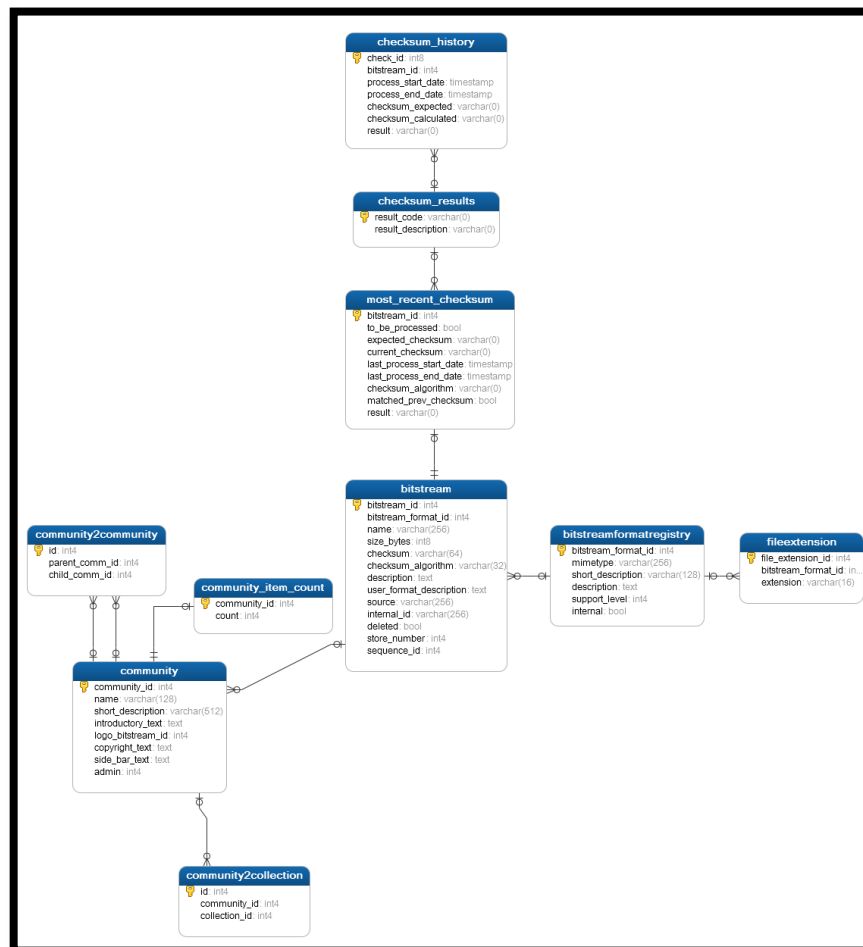 checksum_history
check_id: int8
bitstream_id: int4
process_start_date: timestamp
process_end_date: timestamp
checksum_expected: varchar(0)
checksum_calculated: varchar(0)
result: varchar(0)
checksum_results
result_code: varchar(0)
result_description: varchar(0)
most_recent_checksum
bitstream_id: int4
to_be_processed: bool
expected_checksum: varchar(0)
current_checksum: varchar(0)
last_process_start_date: timestamp
last_process_end_date: timestamp
checksum_algorithm: varchar(0)
matched_prev_checksum: bool
result: varchar(0)
bitstream
bitstream_id: int4
bitstream_format_id: int4
name: varchar(256)
size_bytes: int8
checksum: varchar(64)
checksum_algorithm: varchar(32)
description: text
user_format_description: text
source: varchar(256)
internal_id: varchar(256)
deleted: bool
store_number: int4
sequence_id: int4
bitstreamformatregistry
bitstream_format_id: int4
mimetype: varchar(256)
short_description: varchar(128)
description: text
support_level: int4
internal: bool
fileextension
file_extension_id: int4
bitstream_format_id: in...
extension: varchar(16)
community2community
id: int4
parent_comm_id: int4
child_comm_id: int4
community_item_count
community_id: int4
count: int4
community
community_id: int4
name: varchar(128)
short_description: varchar(512)
introductory_text: text
logo_bitstream_id: int4
copyright_text: text
side_bar_text: text
admin: int4
community2collection
id: int4
community_id: int4
collection_id: int4